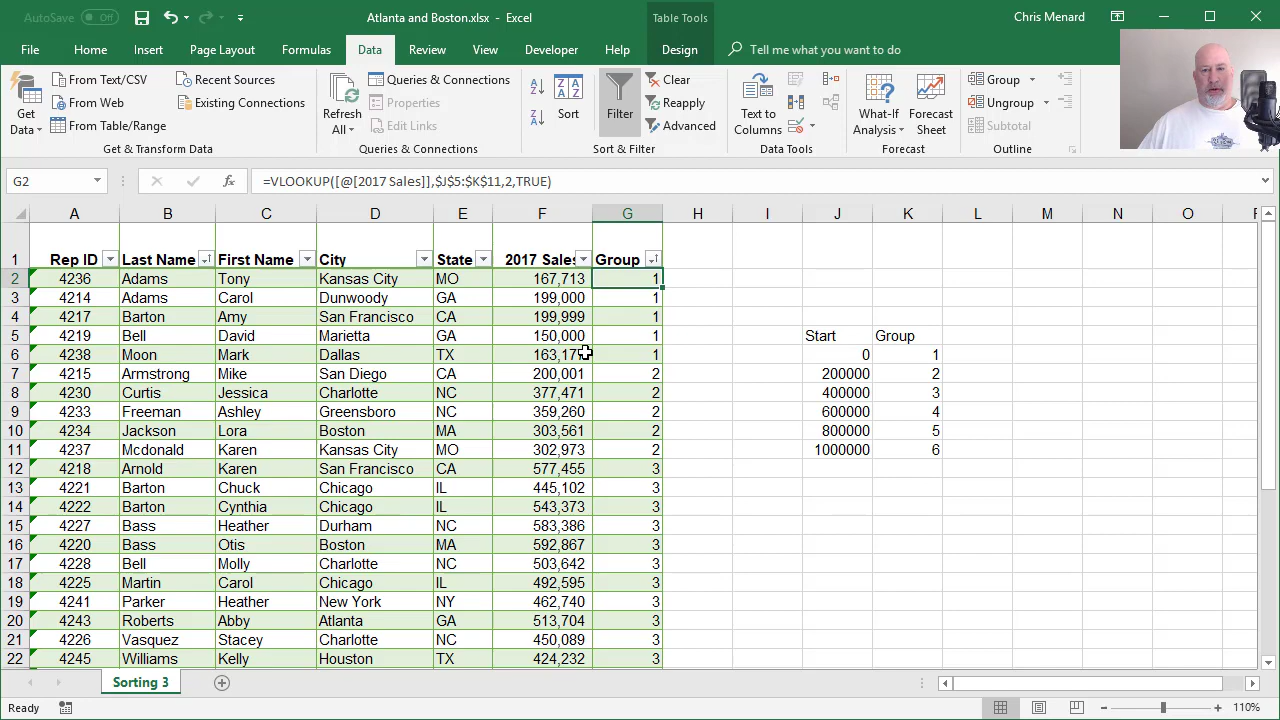 AutoSave Off Atlanta and Boston.xlsx - Excel Table Tools Chris Menard
File Home Insert Page Layout Formulas Data Review View Developer Help Design Tell me what you want to do
Get Data From Text/CSV Recent Sources Refresh All Queries & Connections Sort Filter Clear Text to Columns What-If Analysis Forecast Sheet Group
From Web Existing Connections Properties Reapply Ungroup
From Table/Range Edit Links Advanced Subtotal
Get & Transform Data Queries & Connections Sort & Filter Data Tools Forecast Outline
G2 fx =VLOOKUP([@[2017 Sales]],$J$5:$K$11,2,TRUE)
A B C D E F G H I J K L M N O
1 Rep ID Last Name First Name City State 2017 Sales Group
2 4236 Adams Tony Kansas City MO 167,713 1
3 4214 Adams Carol Dunwoody GA 199,000 1
4 4217 Barton Amy San Francisco CA 199,999 1
5 4219 Bell David Marietta GA 150,000 1 Start Group
6 4238 Moon Mark Dallas TX 1 0 1
7 4215 Armstrong Mike San Diego CA 200,001 2 200000 2
8 4230 Curtis Jessica Charlotte NC 377,471 2 400000 3
9 4233 Freeman Ashley Greensboro NC 359,260 2 600000 4
10 4234 Jackson Lora Boston MA 303,561 2 800000 5
11 4237 Mcdonald Karen Kansas City MO 302,973 2 1000000 6
12 4218 Arnold Karen San Francisco CA 577,455 3
13 4221 Barton Chuck Chicago IL 445,102 3
14 4222 Barton Cynthia Chicago IL 543,373 3
15 4227 Bass Heather Durham NC 583,386 3
16 4220 Bass Otis Boston MA 592,867 3
17 4228 Bell Molly Charlotte NC 503,642 3
18 4225 Martin Carol Chicago IL 492,595 3
19 4241 Parker Heather New York NY 462,740 3
20 4243 Roberts Abby Atlanta GA 513,704 3
21 4226 Vasquez Stacey Charlotte NC 450,089 3
22 4245 Williams Kelly Houston TX 424,232 3
Sorting 3
Ready 110%